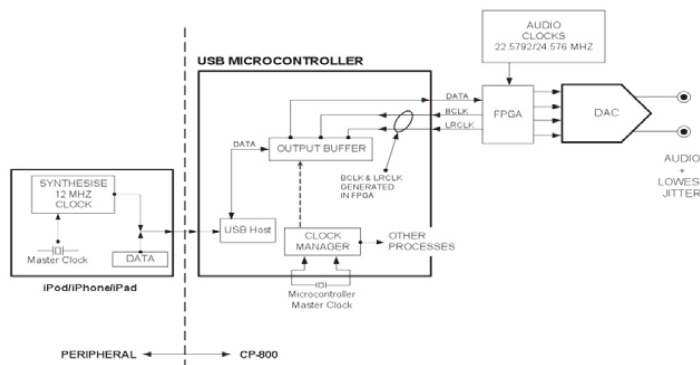 AUDIO
CLOCKS
22.5792/24.576 MHZ
USB MICROCONTROLLER
DATA
BCLK
LRCLK
FPGA
DAC
DATA
OUTPUT BUFFER
BCLK & LRCLK
GENERATED
IN FPGA
AUDIO
+
LOWEST
JITTER
SYNTHESISE
12 MHZ
CLOCK
Master Clock
DATA
USB Host
CLOCK
MANAGER
OTHER
PROCESSES
Microcontroller
Master Clock
iPod/iPhone/iPad
PERIPHERAL
CP-800